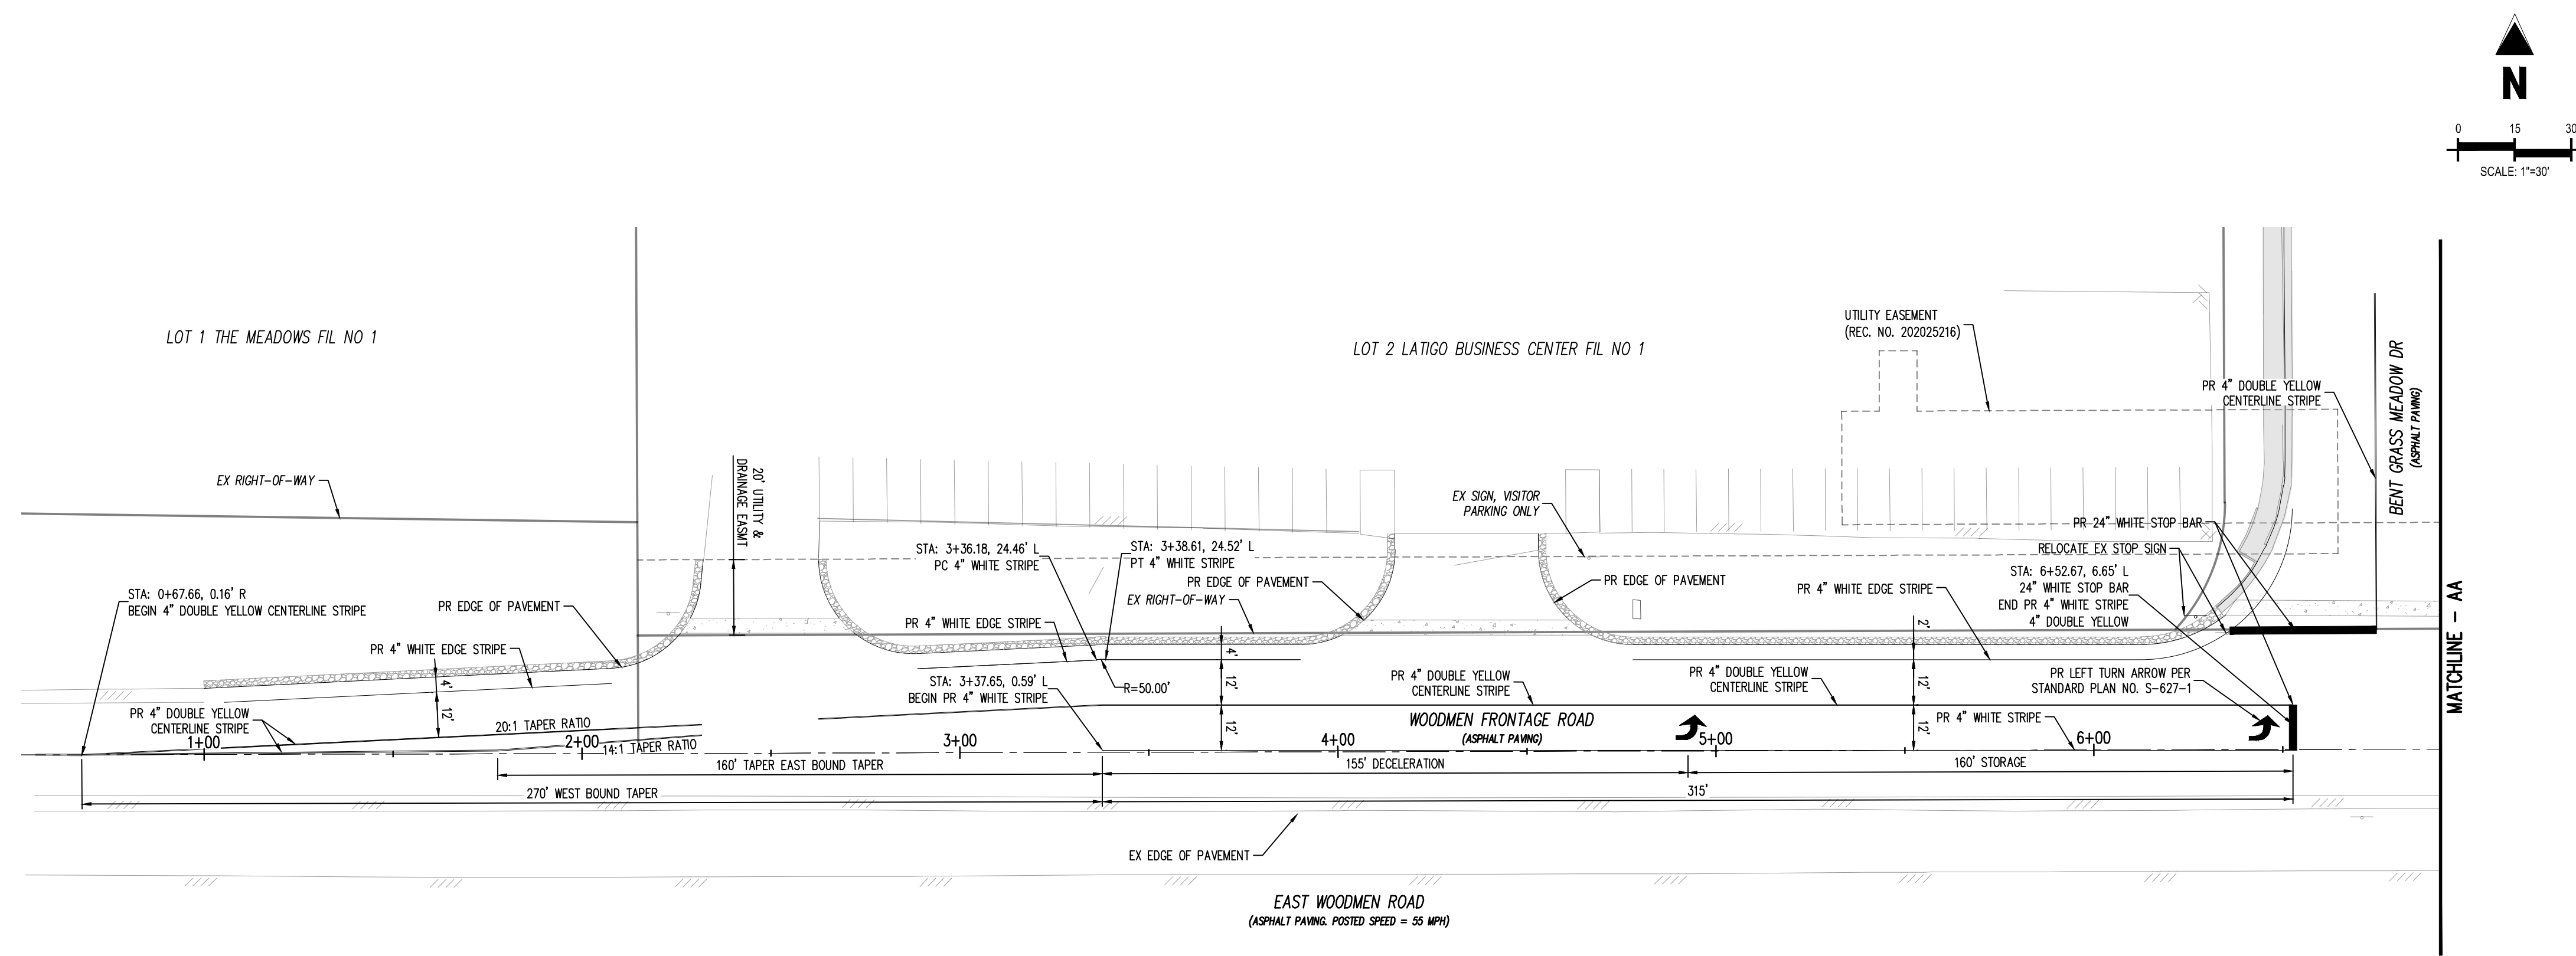 N
0 15 30
SCALE: 1"=30'
LOT 1 THE MEADOWS FIL NO 1
LOT 2 LATIGO BUSINESS CENTER FIL NO 1
UTILITY EASEMENT
(REC. NO. 202025216)
BENT GRASS MEADOW DR
(ASPHALT PAVING)
PR 4" DOUBLE YELLOW
CENTERLINE STRIPE
EX RIGHT-OF-WAY
20' UTILITY &
DRAINAGE EASMT
EX SIGN, VISITOR
PARKING ONLY
PR 24" WHITE STOP BAR
RELOCATE EX STOP SIGN
STA: 3+36.18, 24.46' L
PC 4" WHITE STRIPE
STA: 3+38.61, 24.52' L
PT 4" WHITE STRIPE
PR EDGE OF PAVEMENT
EX RIGHT-OF-WAY
PR EDGE OF PAVEMENT
PR 4" WHITE EDGE STRIPE
STA: 6+52.67, 6.65' L
24" WHITE STOP BAR
END PR 4" WHITE STRIPE
4" DOUBLE YELLOW
STA: 0+67.66, 0.16' R
BEGIN 4" DOUBLE YELLOW CENTERLINE STRIPE
PR EDGE OF PAVEMENT
PR 4" WHITE EDGE STRIPE
PR 4" WHITE EDGE STRIPE
4'
12'
4'
12'
12'
2'
12'
12'
MATCHLINE - AA
STA: 3+37.65, 0.59' L
BEGIN PR 4" WHITE STRIPE
R=50.00'
PR 4" DOUBLE YELLOW
CENTERLINE STRIPE
PR 4" DOUBLE YELLOW
CENTERLINE STRIPE
PR LEFT TURN ARROW PER
STANDARD PLAN NO. S-627-1
PR 4" DOUBLE YELLOW
CENTERLINE STRIPE
20:1 TAPER RATIO
14:1 TAPER RATIO
WOODMEN FRONTAGE ROAD
(ASPHALT PAVING)
PR 4" WHITE STRIPE
1+00
2+00
3+00
4+00
5+00
6+00
160' TAPER EAST BOUND TAPER
155' DECELERATION
160' STORAGE
270' WEST BOUND TAPER
315'
EX EDGE OF PAVEMENT
EAST WOODMEN ROAD
(ASPHALT PAVING. POSTED SPEED = 55 MPH)